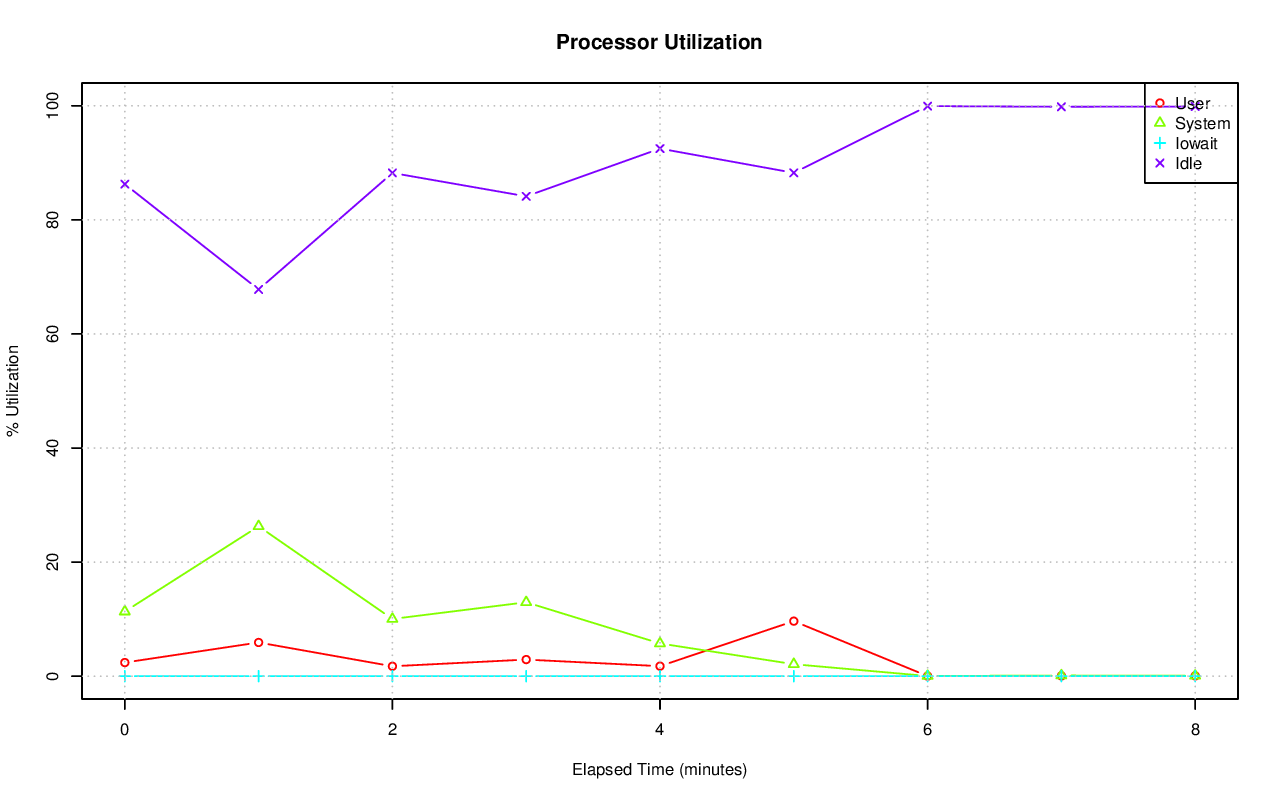 Processor Utilization
100
80
60
40
20
0
% Utilization
User
System
Iowait
Idle
0 2 4 6 8
Elapsed Time (minutes)